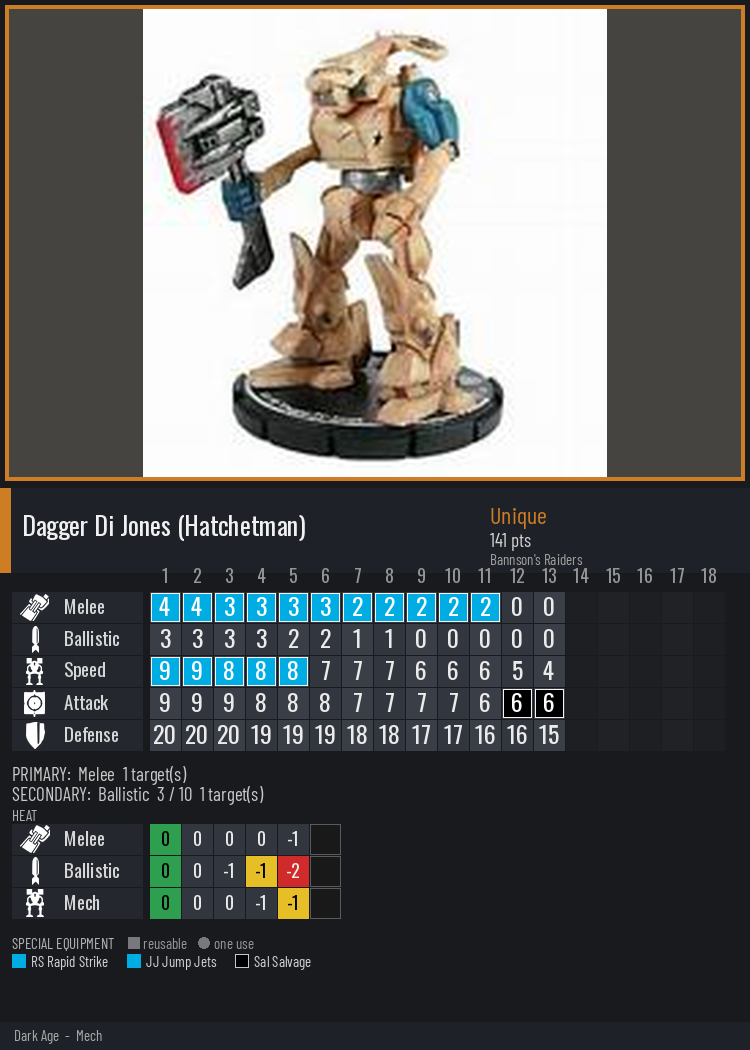 Dagger Di Jones (Hatchetman)
Unique
141 pts
Bannson's Raiders
1 2 3 4 5 6 7 8 9 10 11 12 13 14 15 16 17 18
Melee 4 4 3 3 3 3 2 2 2 2 2 0 0
Ballistic 3 3 3 3 2 2 1 1 0 0 0 0 0
Speed 9 9 8 8 8 7 7 7 6 6 6 5 4
Attack 9 9 9 8 8 8 7 7 7 7 6 6 6
Defense 20 20 20 19 19 19 18 18 17 17 16 16 15
PRIMARY: Melee 1 target(s)
SECONDARY: Ballistic 3 / 10 1 target(s)
HEAT
Melee 0 0 0 0 -1
Ballistic 0 0 -1 -1 -2
Mech 0 0 0 -1 -1
SPECIAL EQUIPMENT reusable one use
RS Rapid Strike JJ Jump Jets Sal Salvage
Dark Age - Mech